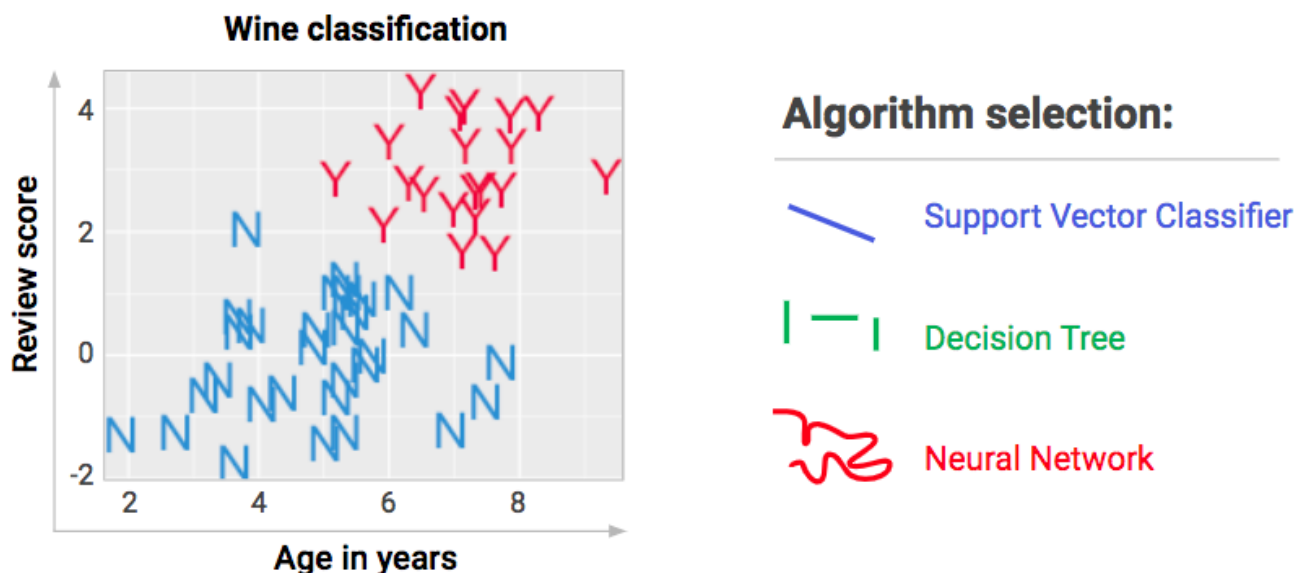 Wine classification
Review score
4
2
0
-2
2 4 6 8
Age in years
Y Y Y Y Y Y Y Y Y Y Y Y Y Y Y Y Y Y Y Y Y
N N N N N N N N N N N N N N N N N N N N N N N N N N N N N N
Algorithm selection:
Support Vector Classifier
Decision Tree
Neural Network